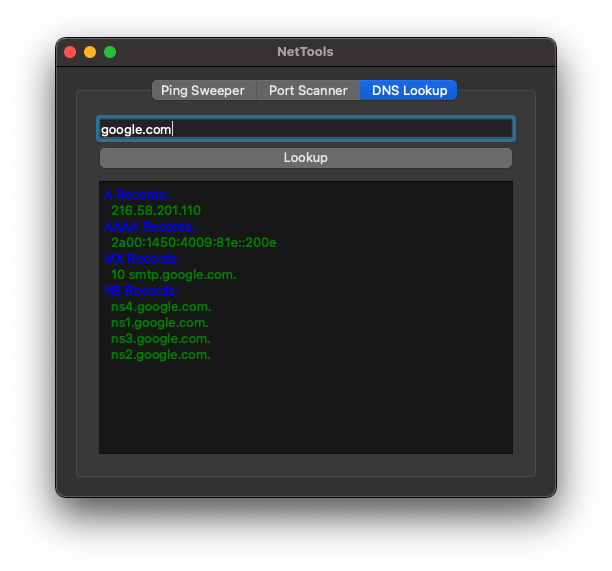 NetTools
Ping Sweeper Port Scanner DNS Lookup
google.com
Lookup
A Records:
216.58.201.110
AAAA Records:
2a00:1450:4009:81e::200e
MX Records:
10 smtp.google.com.
NS Records:
ns4.google.com.
ns1.google.com.
ns3.google.com.
ns2.google.com.